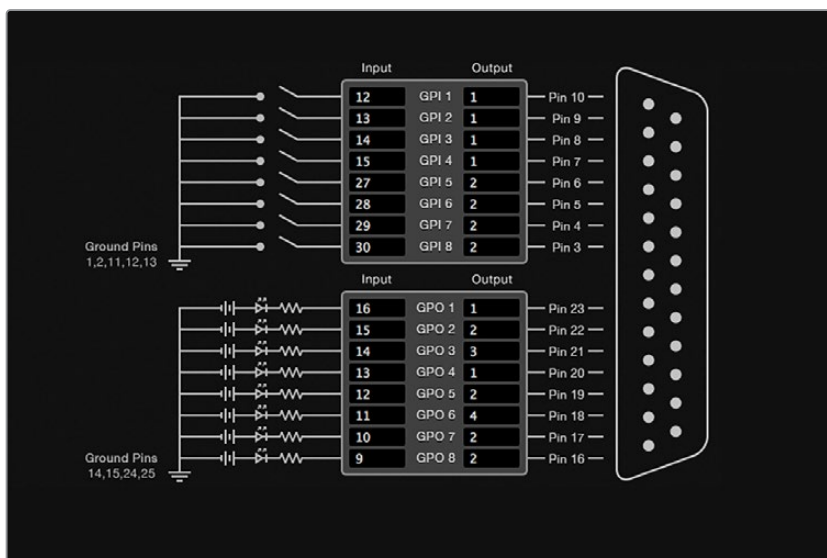 Input Output
12 GPI 1 1 Pin 10
13 GPI 2 1 Pin 9
14 GPI 3 1 Pin 8
15 GPI 4 1 Pin 7
27 GPI 5 2 Pin 6
28 GPI 6 2 Pin 5
29 GPI 7 2 Pin 4
30 GPI 8 2 Pin 3
Ground Pins
1,2,11,12,13
Input Output
16 GPO 1 1 Pin 23
15 GPO 2 2 Pin 22
14 GPO 3 3 Pin 21
13 GPO 4 1 Pin 20
12 GPO 5 2 Pin 19
11 GPO 6 4 Pin 18
10 GPO 7 2 Pin 17
9 GPO 8 2 Pin 16
Ground Pins
14,15,24,25